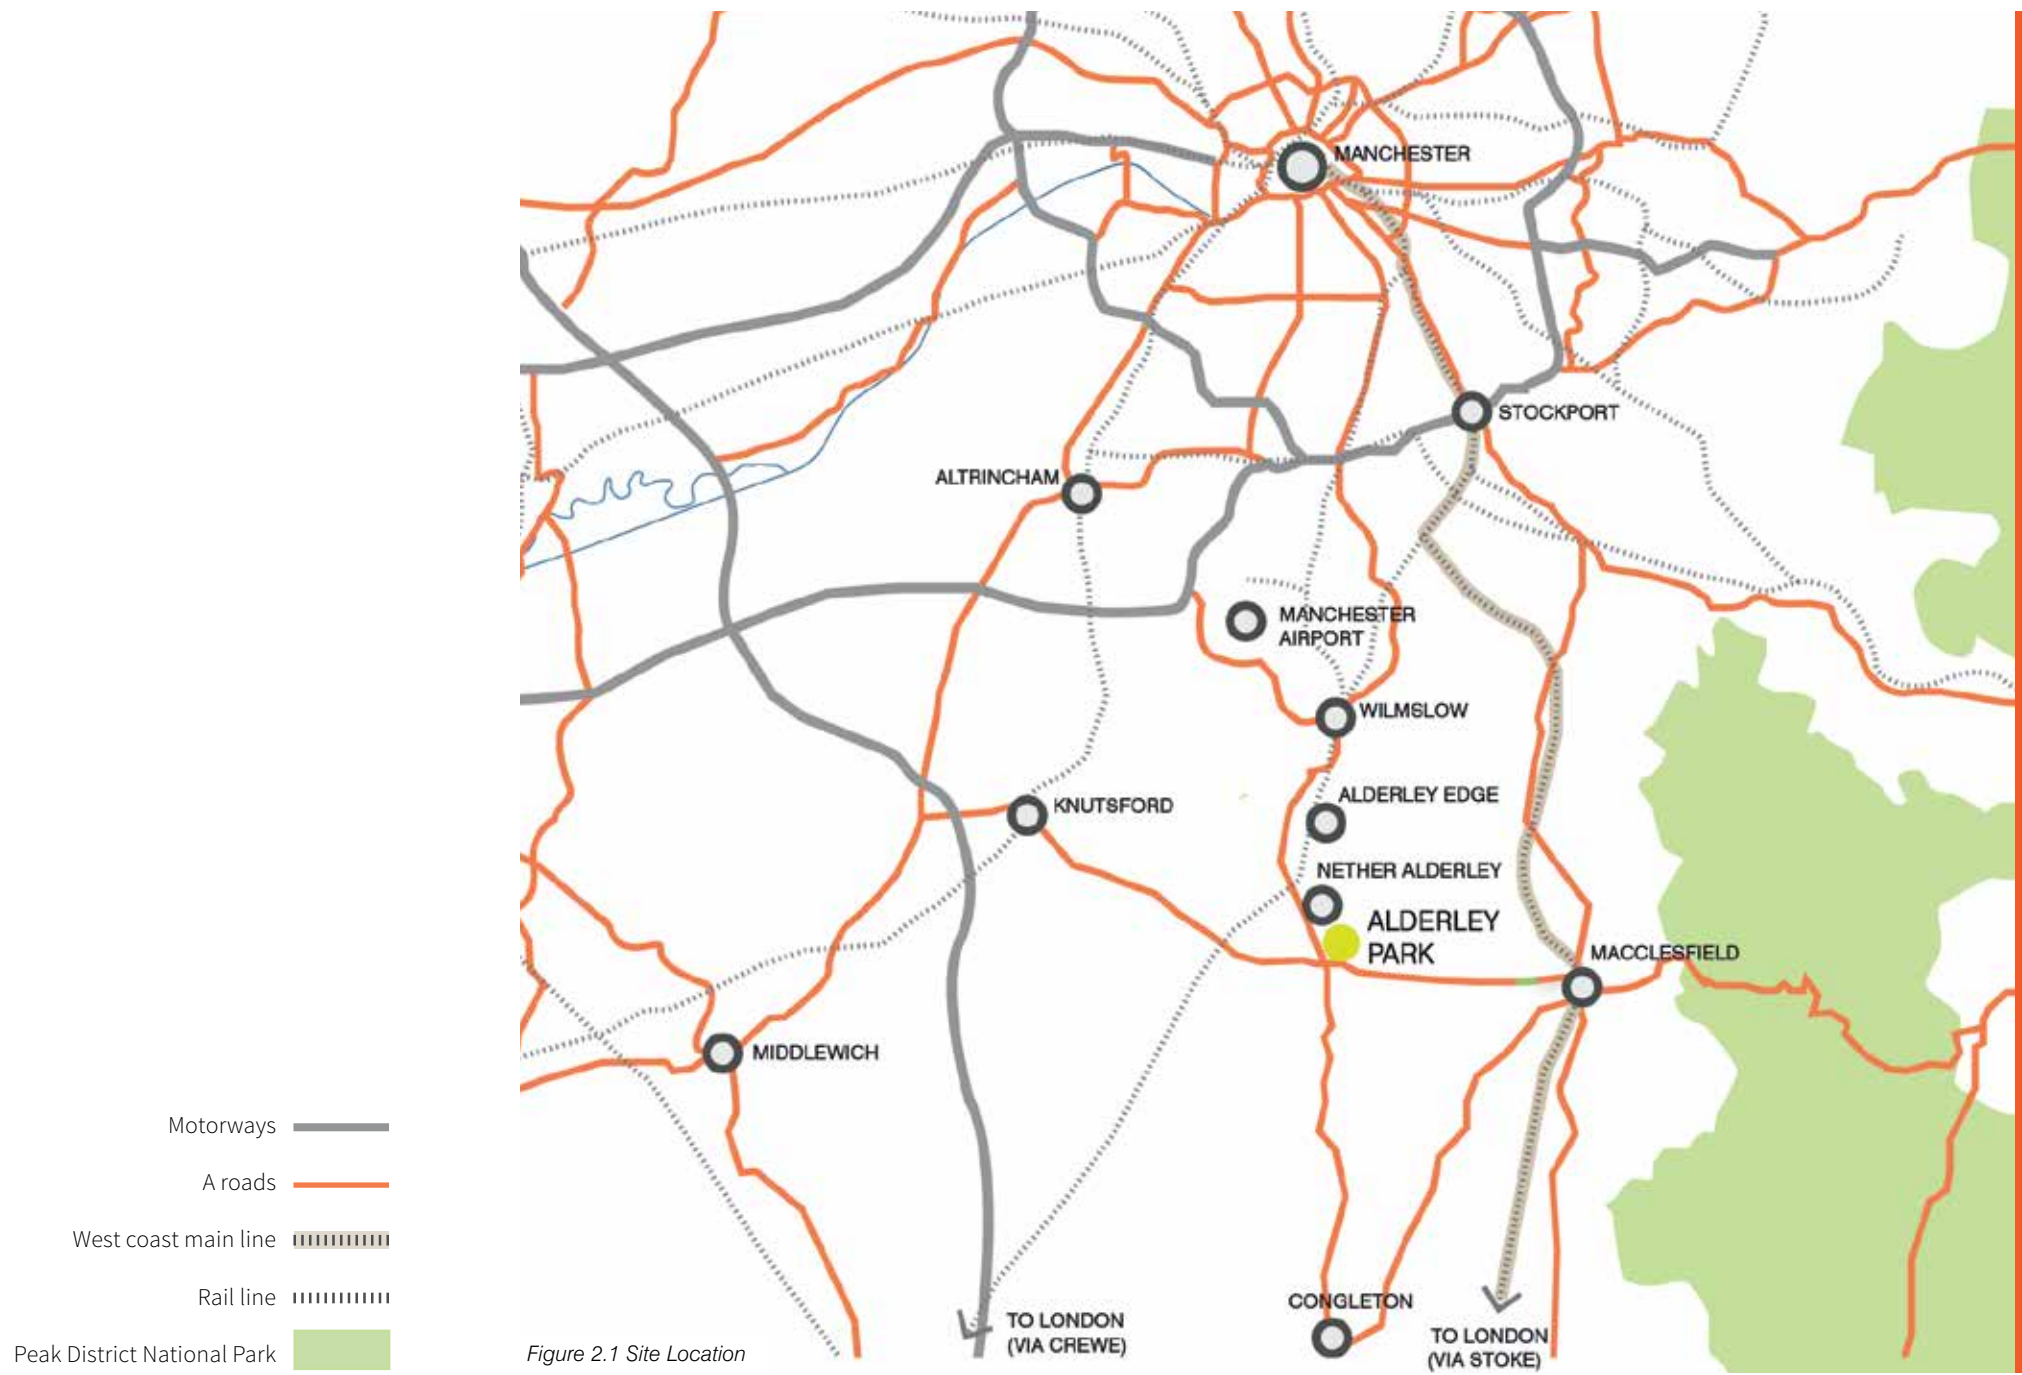 MANCHESTER
STOCKPORT
ALTRINCHAM
MANCHESTER
AIRPORT
WILMSLOW
ALDERLEY EDGE
KNUTSFORD
NETHER ALDERLEY
ALDERLEY
PARK
MACCLESFIELD
MIDDLEWICH
Motorways
A roads
West coast main line
Rail line
Peak District National Park
CONGLETON
TO LONDON
(VIA CREWE)
TO LONDON
(VIA STOKE)
Figure 2.1 Site Location